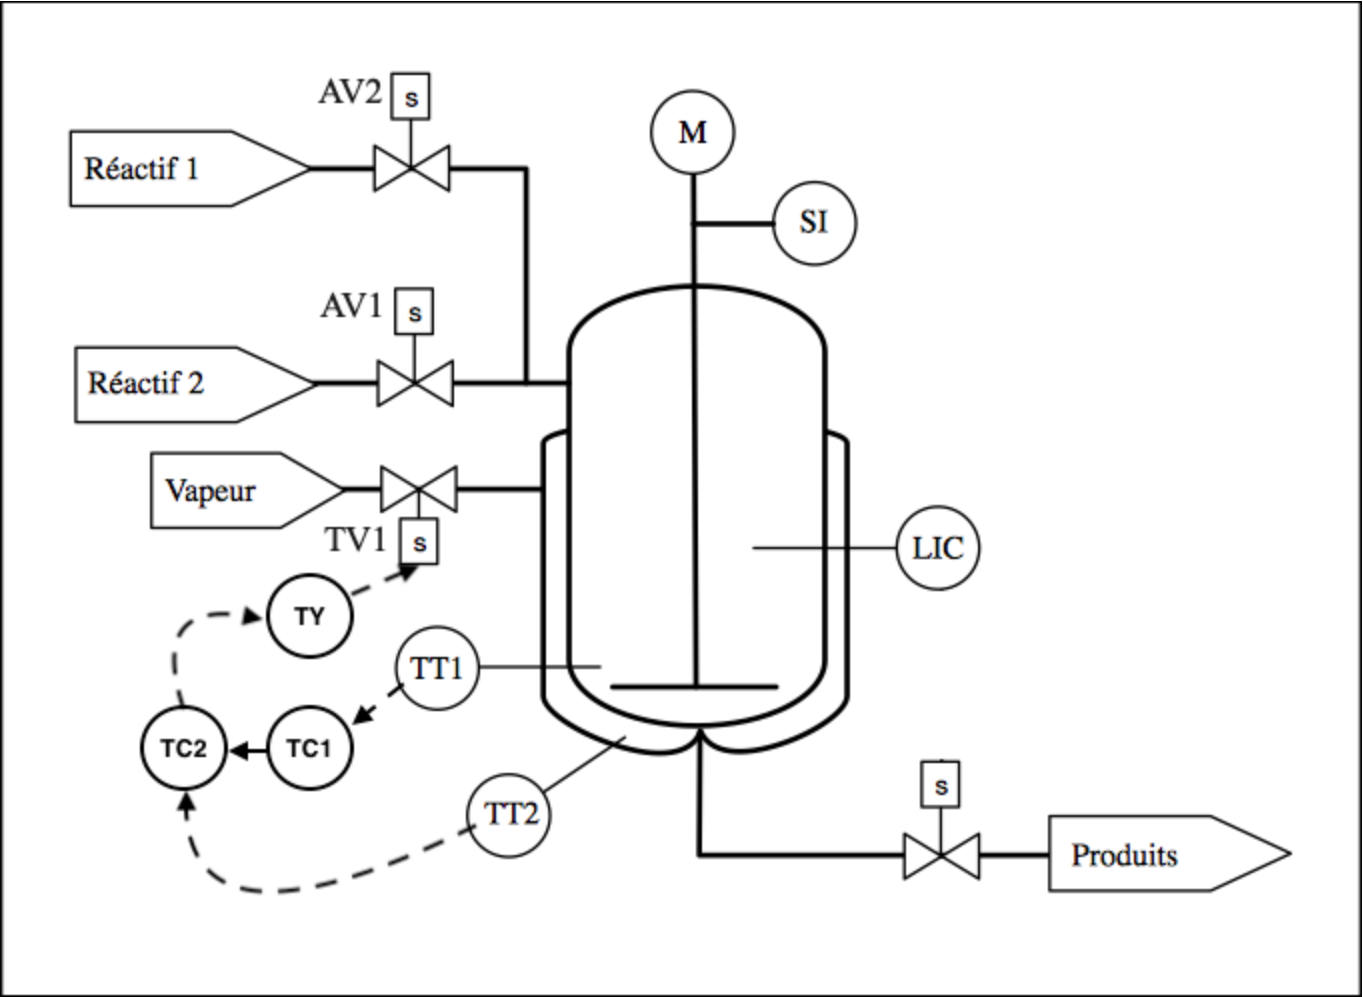 AV2
S
Réactif 1
M
SI
AV1
S
Réactif 2
Vapeur
TV1
S
LIC
TY
TT1
TC2
TC1
TT2
S
Produits